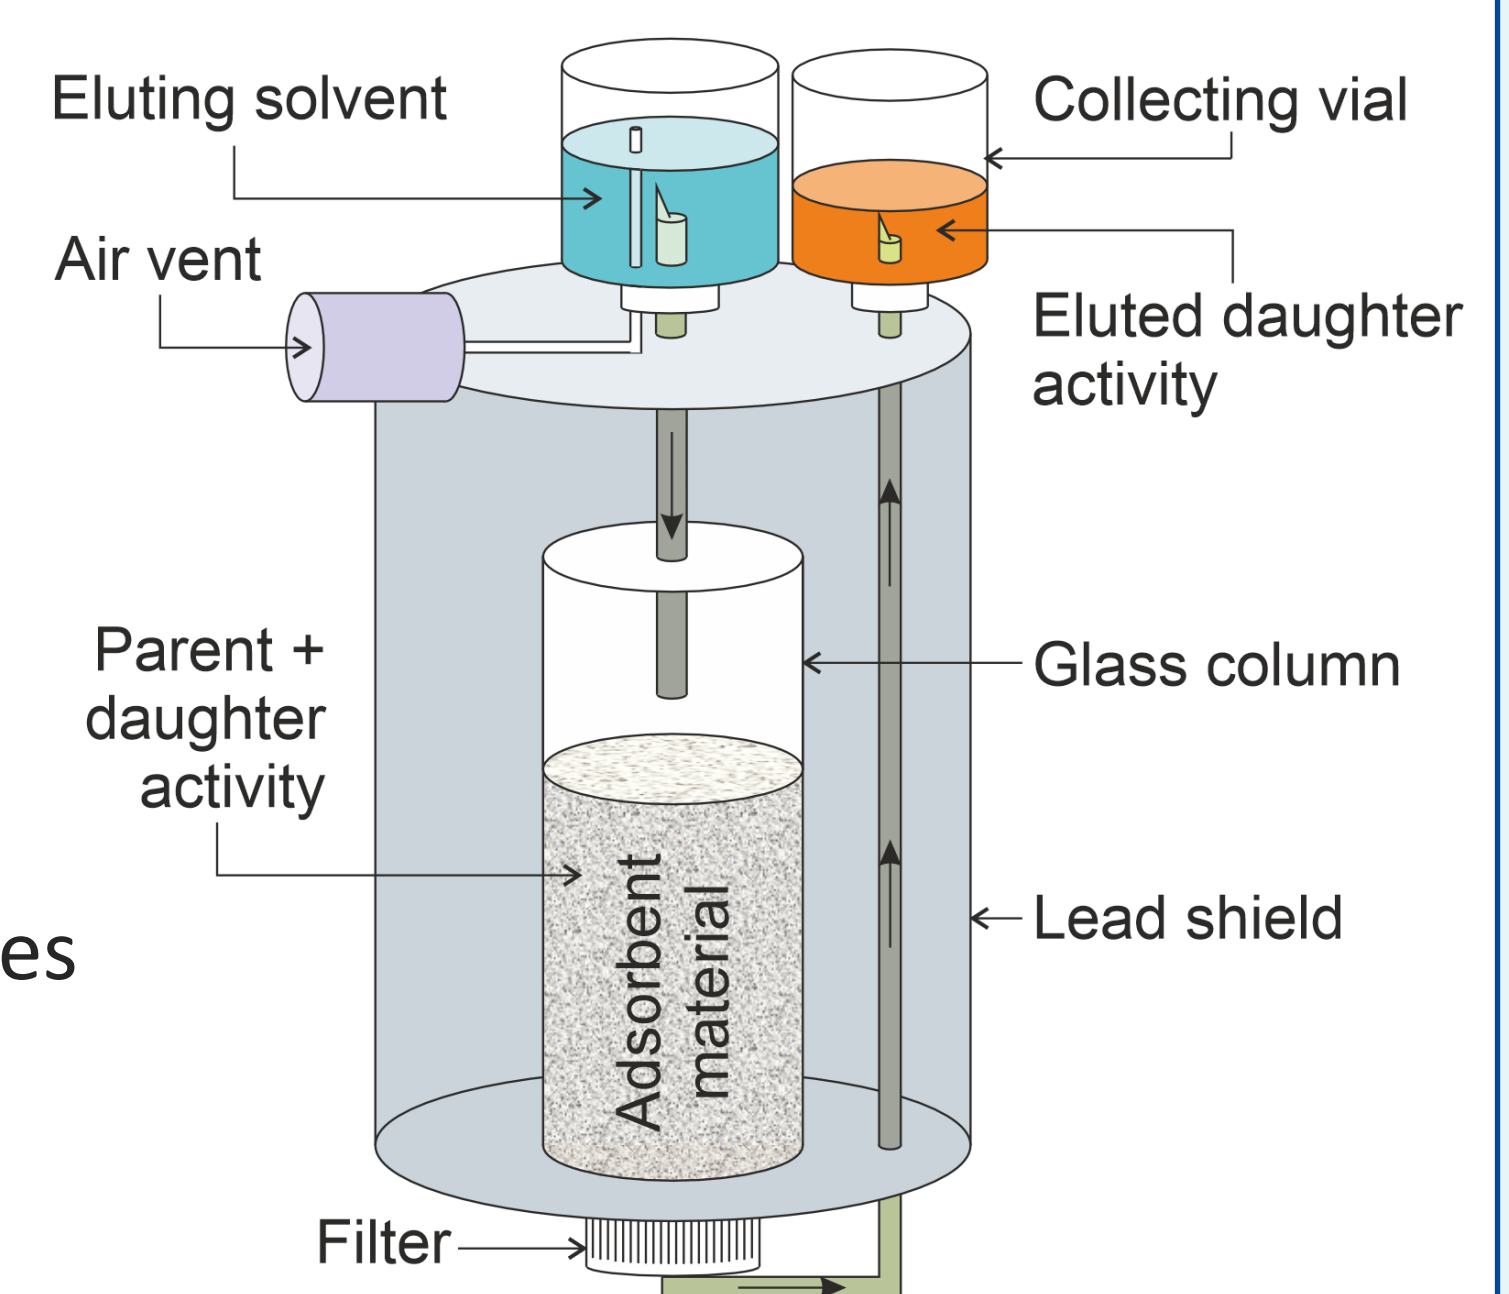 Eluting solvent
Collecting vial
Air vent
Eluted daughter
activity
Parent +
daughter
activity
Glass column
Adsorbent
material
Lead shield
es
Filter